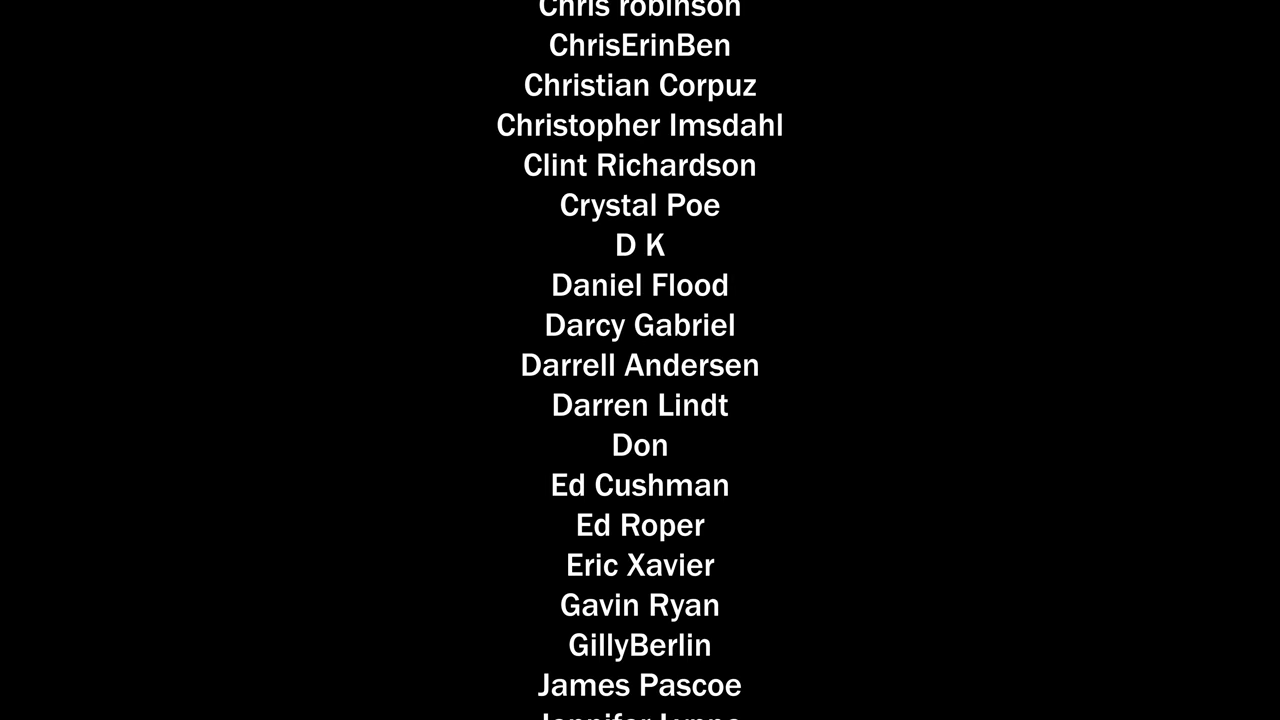 Chris robinson
ChrisErinBen
Christian Corpuz
Christopher Imsdahl
Clint Richardson
Crystal Poe
D K
Daniel Flood
Darcy Gabriel
Darrell Andersen
Darren Lindt
Don
Ed Cushman
Ed Roper
Eric Xavier
Gavin Ryan
GillyBerlin
James Pascoe
Jennifer